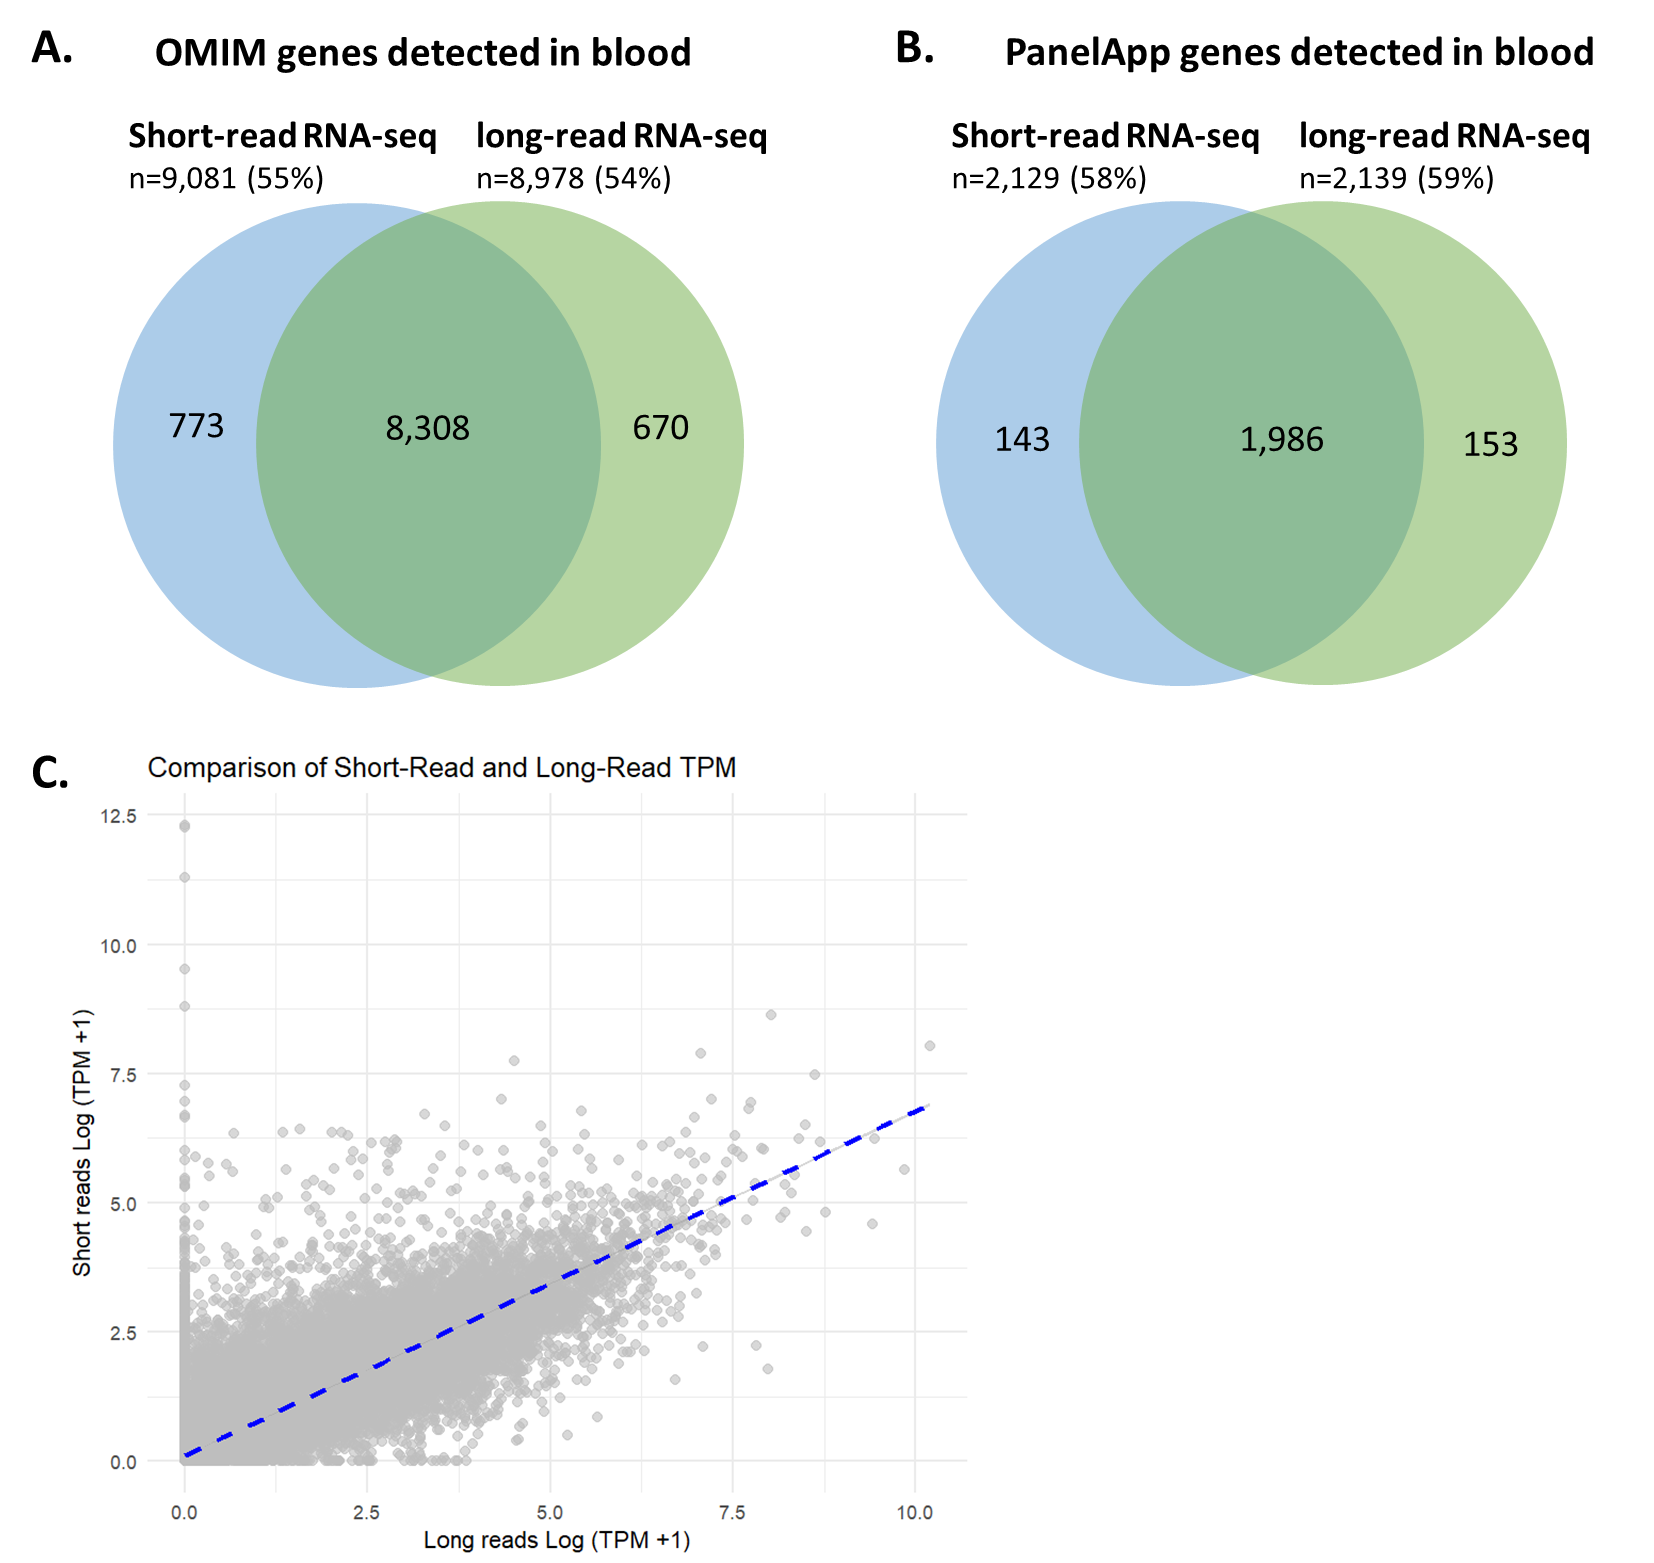 A.
OMIM genes detected in blood
Short-read RNA-seq
n=9,081 (55%)
long-read RNA-seq
n=8,978 (54%)
773
8,308
670
B.
PanelApp genes detected in blood
Short-read RNA-seq
n=2,129 (58%)
long-read RNA-seq
n=2,139 (59%)
143
1,986
153
C.
Comparison of Short-Read and Long-Read TPM
Short reads Log (TPM +1)
12.5
10.0
7.5
5.0
2.5
0.0
0.0
2.5
5.0
7.5
10.0
Long reads Log (TPM +1)